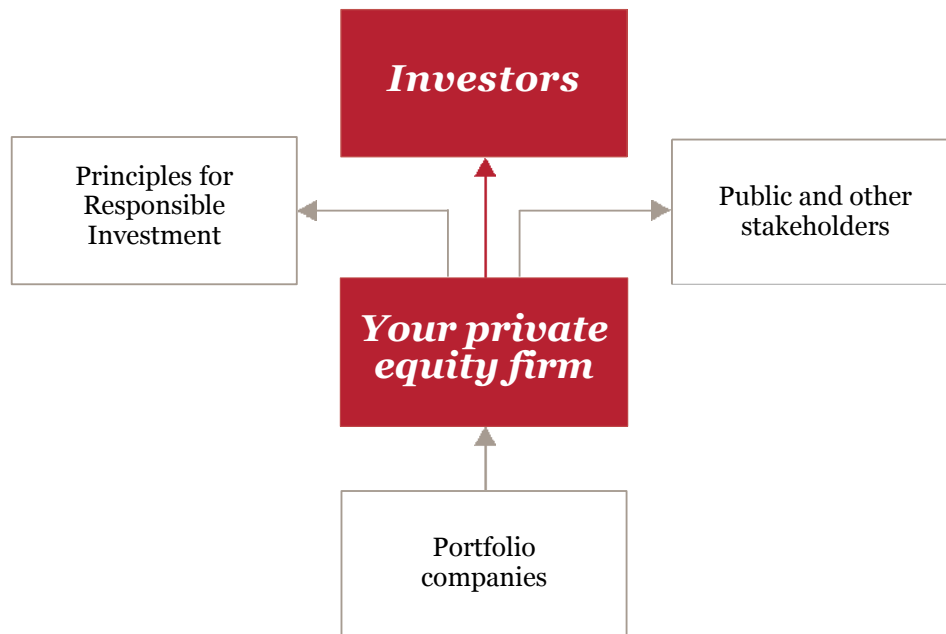 Investors
Principles for
Responsible
Investment
Public and other
stakeholders
Your private
equity firm
Portfolio
companies